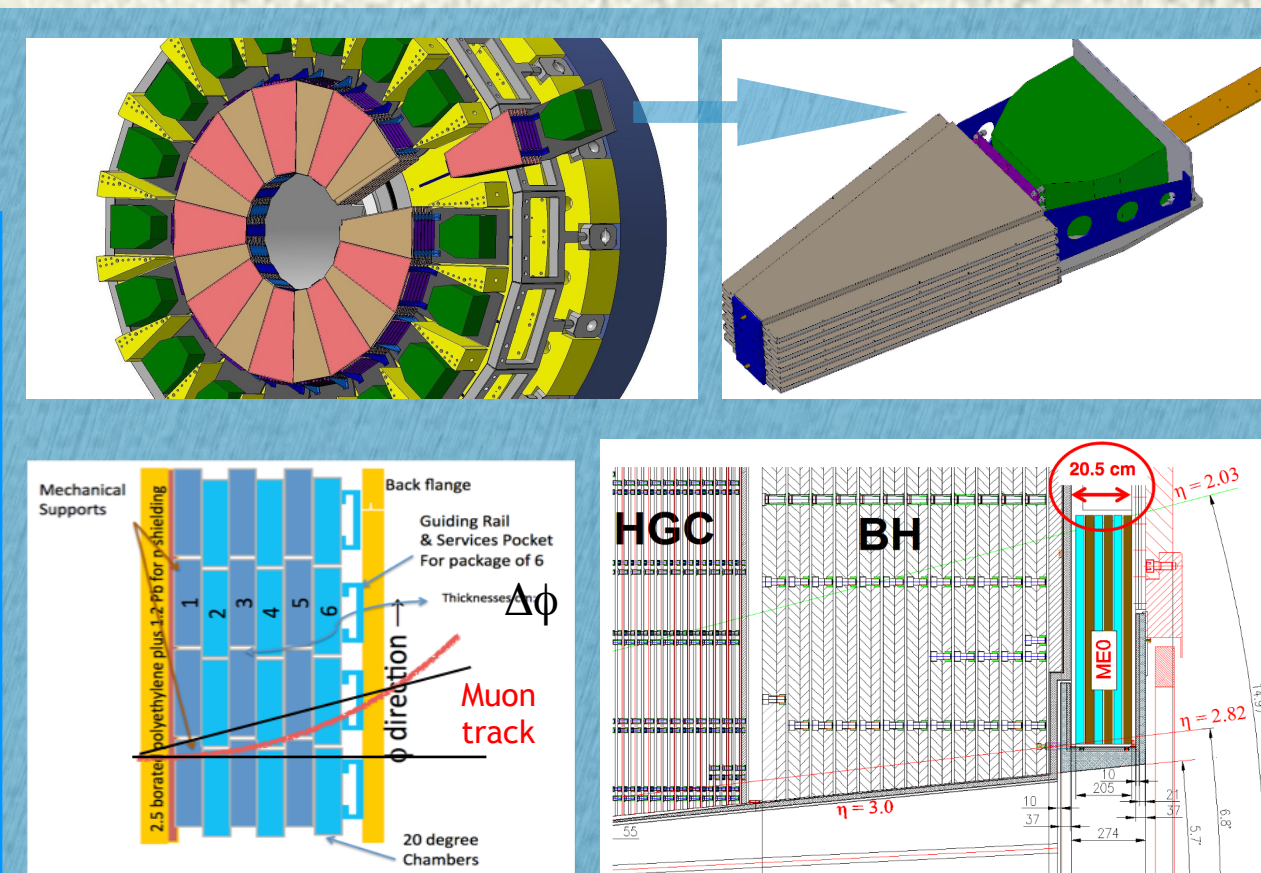 Mechanical
Supports
2.5 borated polyethylene plus 1.2 Pb for n shielding
1
2
3
4
5
6
Back flange
Guiding Rail
& Services Pocket
For package of 6
Thicknesses
Δϕ
ϕ direction →
Muon
track
20 degree
Chambers
20.5 cm
η = 2.03
HGC
BH
ME0
14.97
η = 2.82
η = 3.0
55
10
205
10
37
21
37
274
6.8°
5.7°